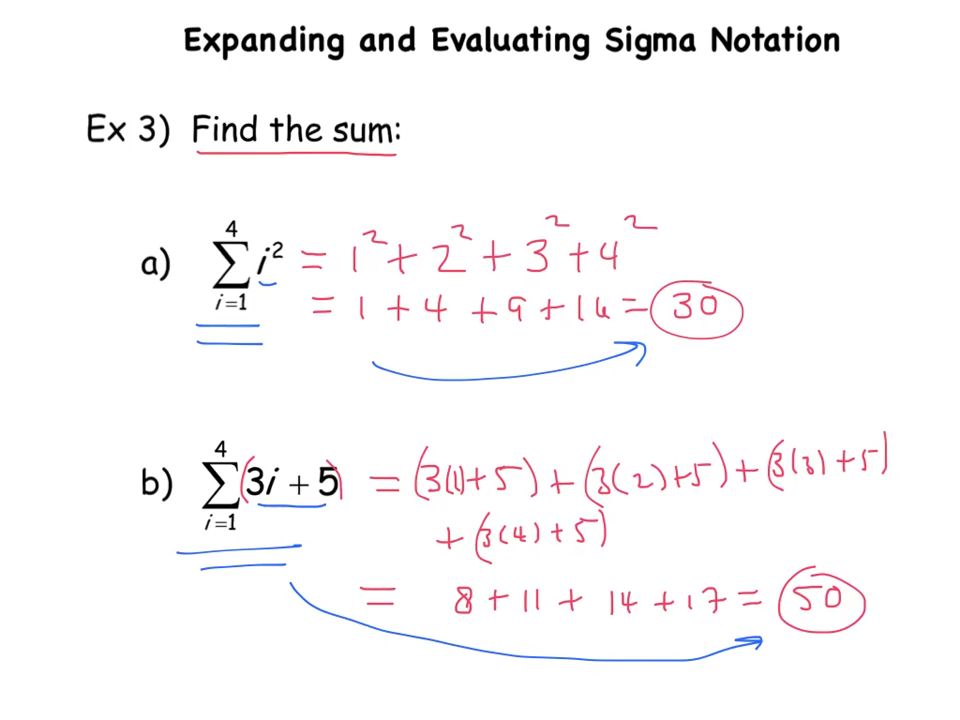 Expanding and Evaluating Sigma Notation
Ex 3) Find the sum:
a) ∑_{i=1}^{4} i² = 1² + 2² + 3² + 4²
= 1 + 4 + 9 + 16 = 30
b) ∑_{i=1}^{4} (3i + 5) = (3(1)+5) + (3(2)+5) + (3(3)+5)
+ (3(4)+5)
= 8 + 11 + 14 + 17 = 50